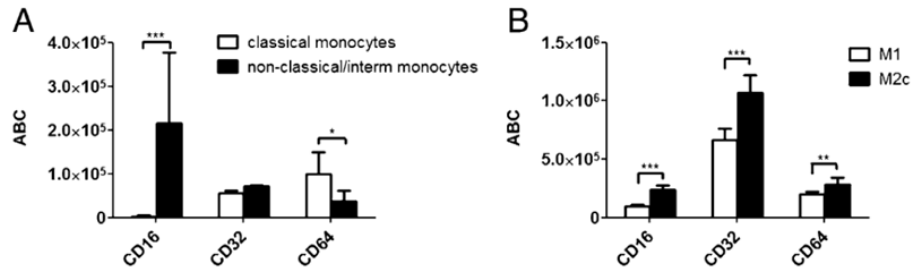 A
ABC
4.0×10⁵
3.0×10⁵
2.0×10⁵
1.0×10⁵
0
***
*
classical monocytes
non-classical/interm monocytes
CD16
CD32
CD64
B
ABC
1.5×10⁶
1.0×10⁶
5.0×10⁵
0
***
***
**
M1
M2c
CD16
CD32
CD64